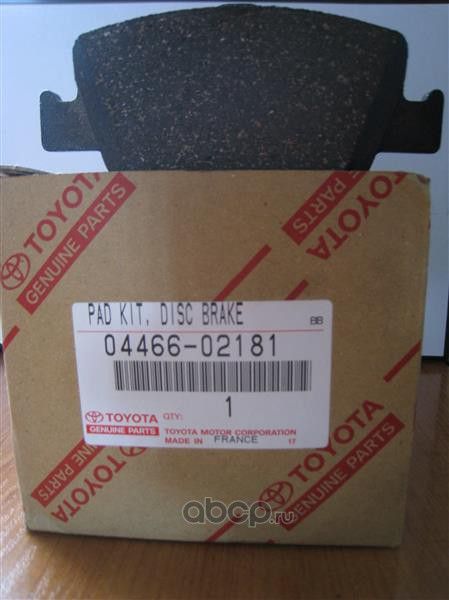 TOYOTA
GENUINE PARTS
TOYOTA
GENUINE PARTS
PAD KIT, DISC BRAKE
BB
04466-02181
TOYOTA
GENUINE PARTS
QTY:
1
TOYOTA MOTOR CORPORATION
MADE IN FRANCE 17
TOYOTA
GENUINE PARTS
TOYOTA
GENUINE PARTS
abcp.ru